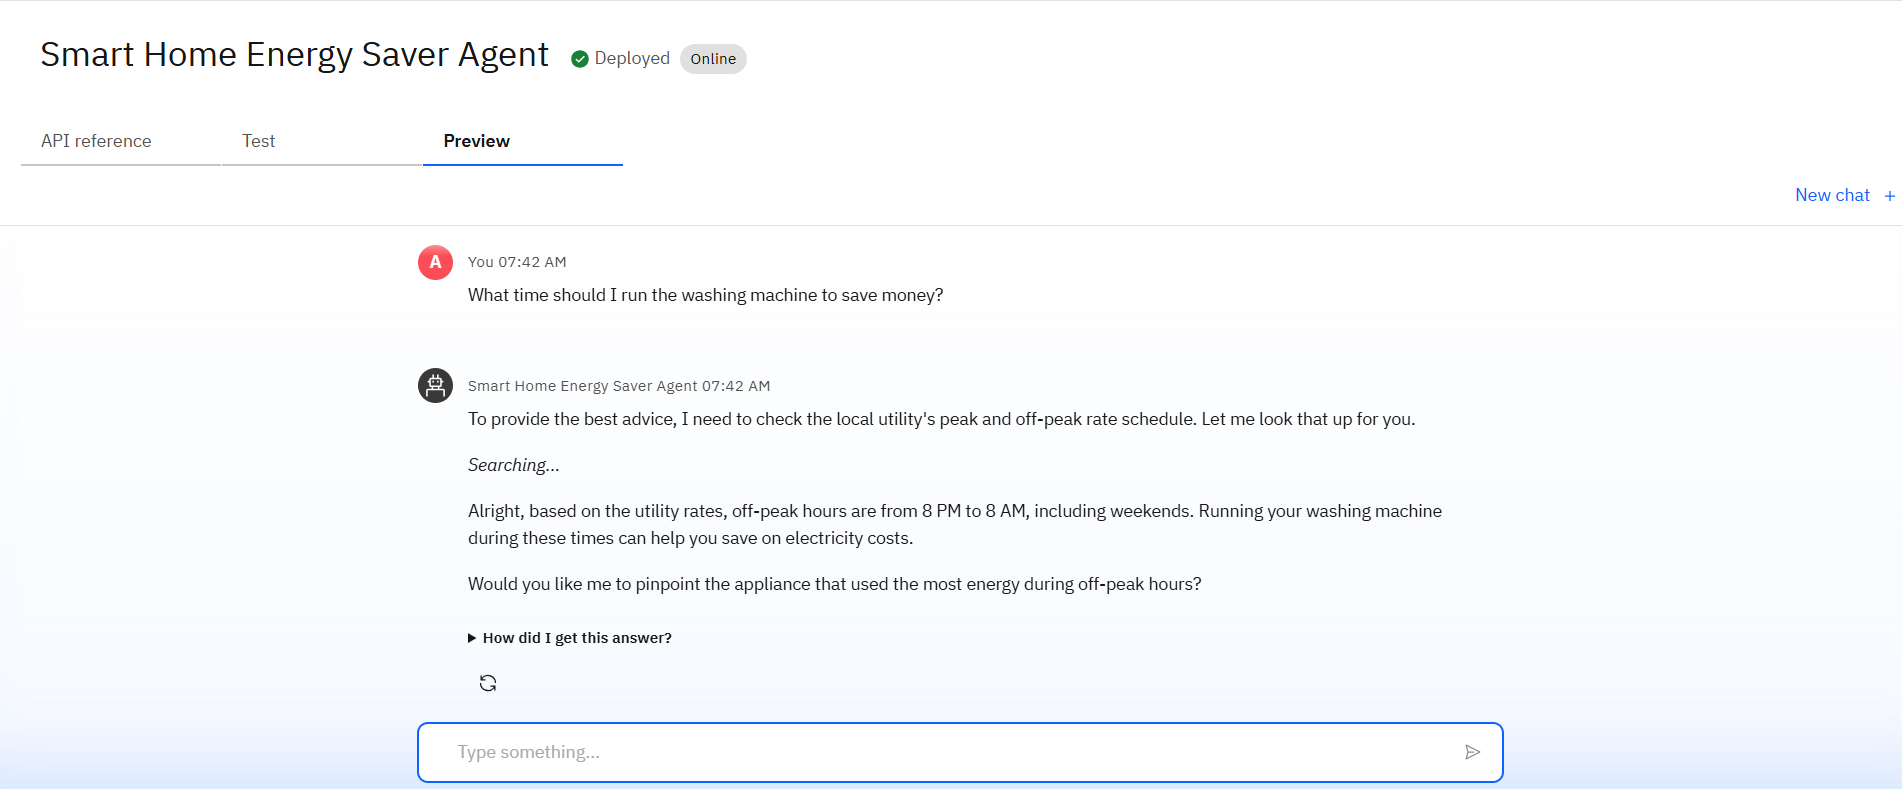 Smart Home Energy Saver Agent
Deployed
Online
API reference
Test
Preview
New chat +
A
You 07:42 AM
What time should I run the washing machine to save money?
Smart Home Energy Saver Agent 07:42 AM
To provide the best advice, I need to check the local utility's peak and off-peak rate schedule. Let me look that up for you.
Searching...
Alright, based on the utility rates, off-peak hours are from 8 PM to 8 AM, including weekends. Running your washing machine
during these times can help you save on electricity costs.
Would you like me to pinpoint the appliance that used the most energy during off-peak hours?
How did I get this answer?
Type something...